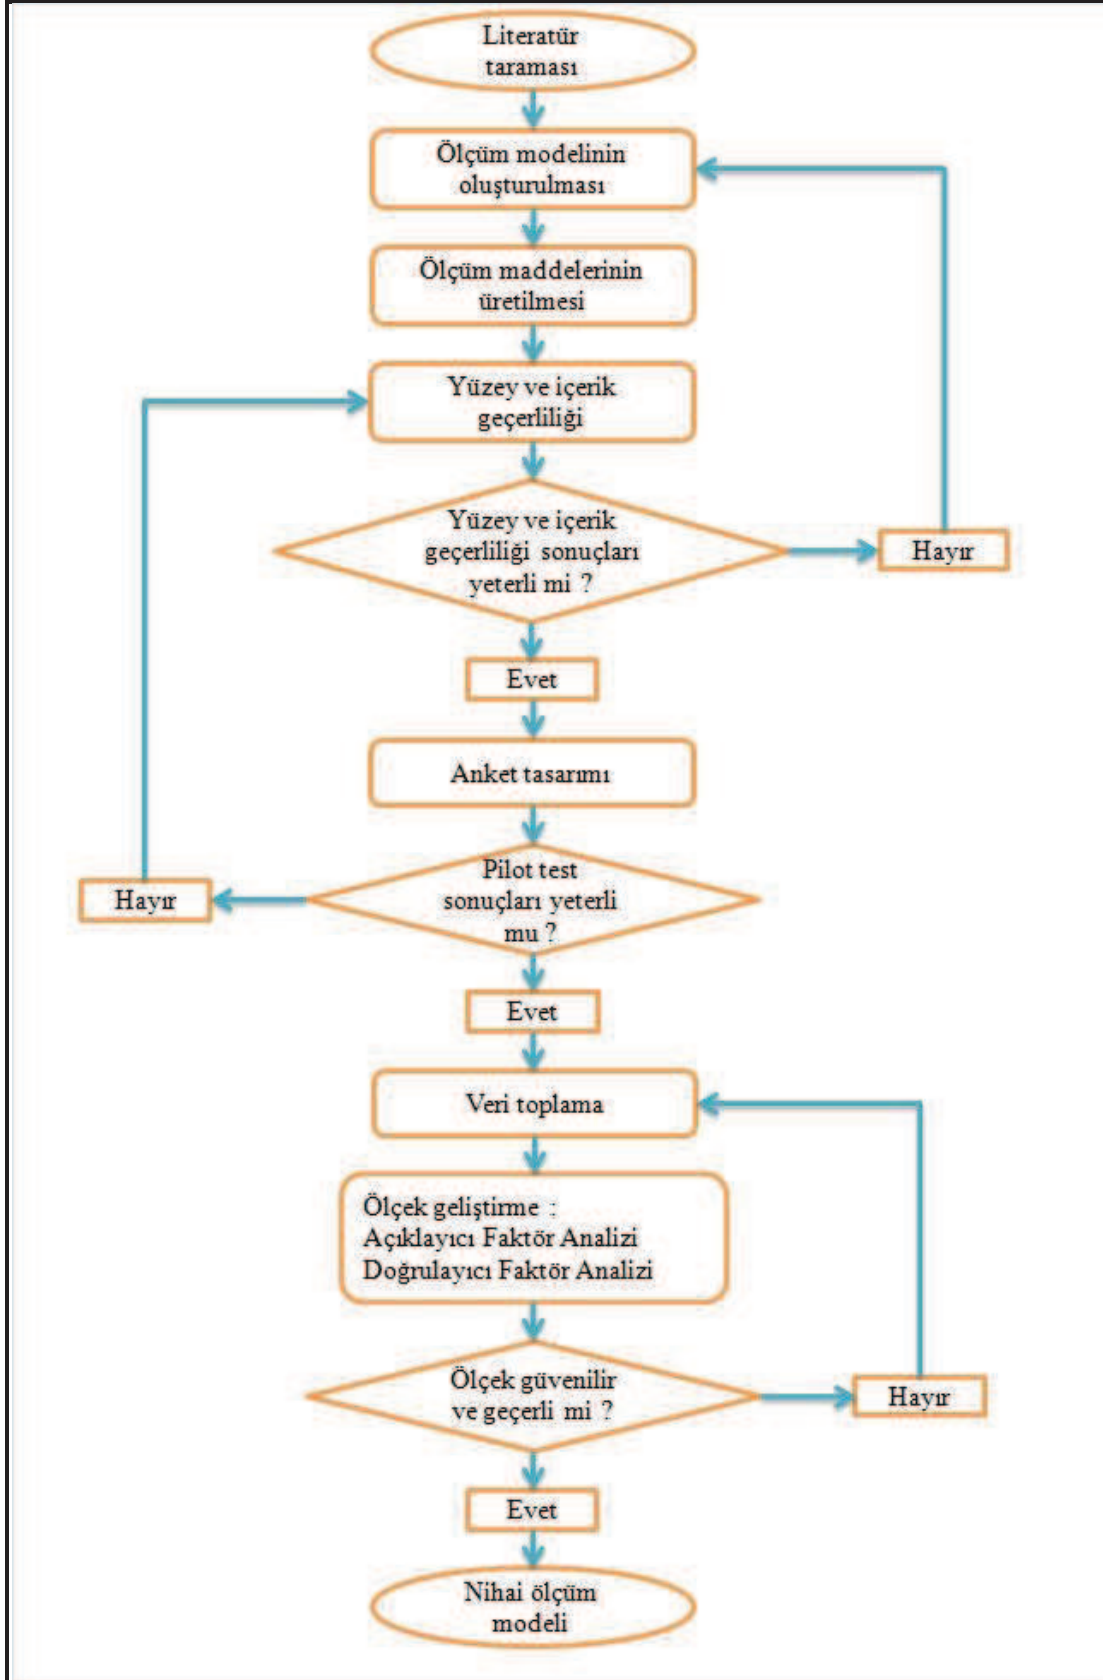 Literatür
taraması
Ölçüm modelinin
oluşturulması
Ölçüm maddelerinin
üretilmesi
Yüzey ve içerik
geçerliliği
Yüzey ve içerik
geçerliliği sonuçları
yeterli mi ?
Hayır
Evet
Anket tasarımı
Pilot test
sonuçları yeterli
mu ?
Hayır
Evet
Veri toplama
Ölçek geliştirme :
Açıklayıcı Faktör Analizi
Doğrulayıcı Faktör Analizi
Ölçek güvenilir
ve geçerli mi ?
Hayır
Evet
Nihai ölçüm
modeli